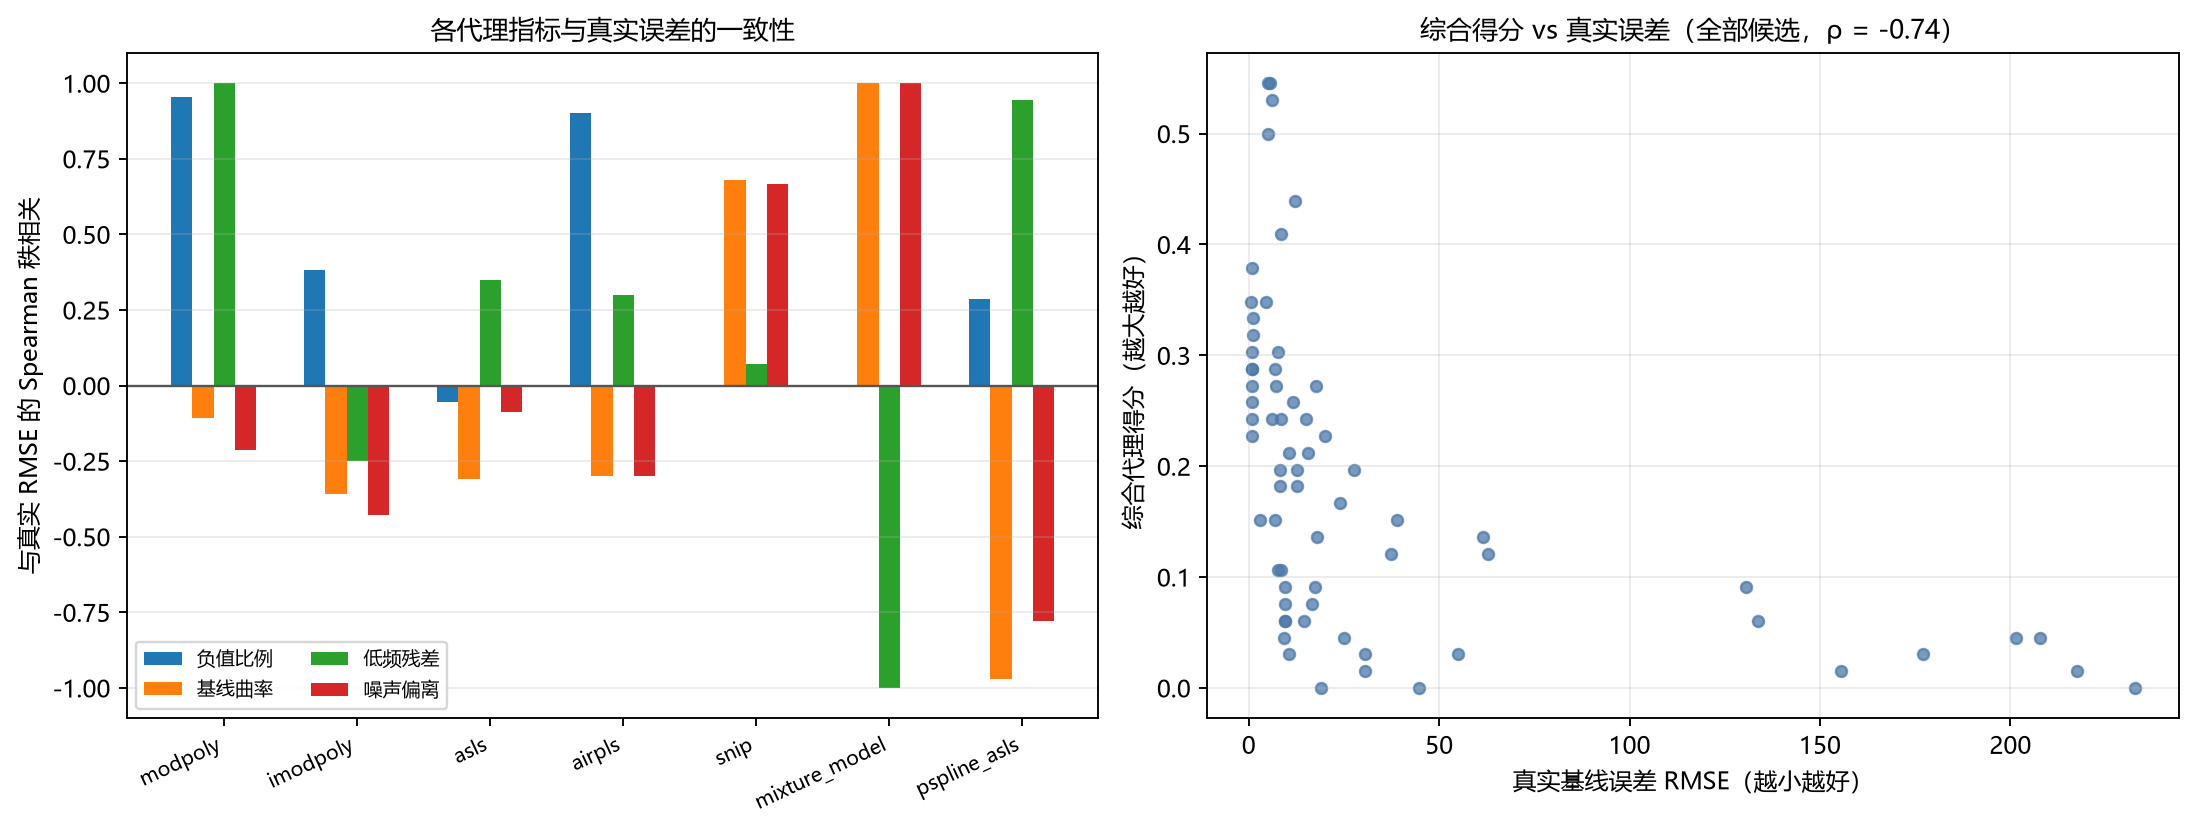 各代理指标与真实误差的一致性
与真实 RMSE 的 Spearman 秩相关
1.00
0.75
0.50
0.25
0.00
-0.25
-0.50
-0.75
-1.00
负值比例
基线曲率
低频残差
噪声偏离
modpoly
imodpoly
asls
airpls
snip
mixture_model
pspline_asls
综合得分 vs 真实误差（全部候选，ρ = -0.74）
综合代理得分（越大越好）
0.5
0.4
0.3
0.2
0.1
0.0
0
50
100
150
200
真实基线误差 RMSE（越小越好）